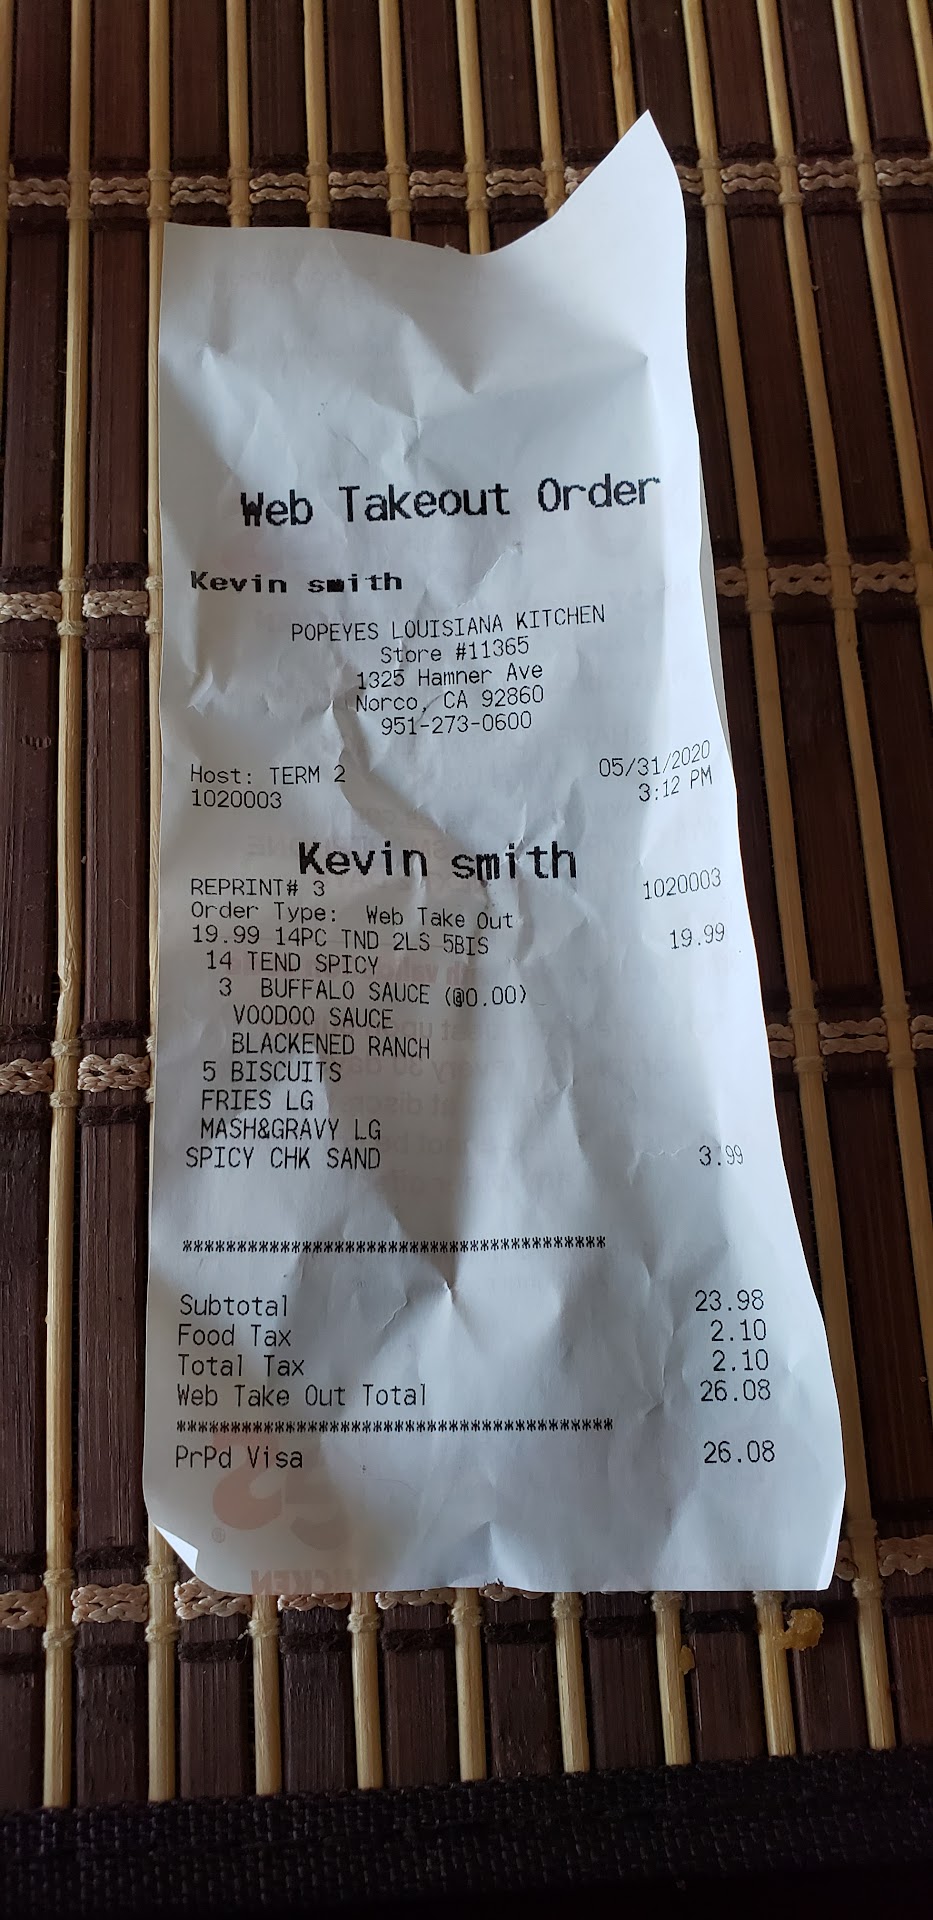 Web Takeout Order
Kevin smith
POPEYES LOUISIANA KITCHEN
Store #11365
1325 Hamner Ave
Norco, CA 92860
951-273-0600
Host: TERM 2 05/31/2020
1020003 3:12 PM
Kevin smith
REPRINT# 3 1020003
Order Type: Web Take Out
19.99 14PC TND 2LS 5BIS 19.99
14 TEND SPICY
3 BUFFALO SAUCE (@0.00)
VOODOO SAUCE
BLACKENED RANCH
5 BISCUITS
FRIES LG
MASH&GRAVY LG
SPICY CHK SAND 3.99
***************************************
Subtotal 23.98
Food Tax 2.10
Total Tax 2.10
Web Take Out Total 26.08
***************************************
PrPd Visa 26.08